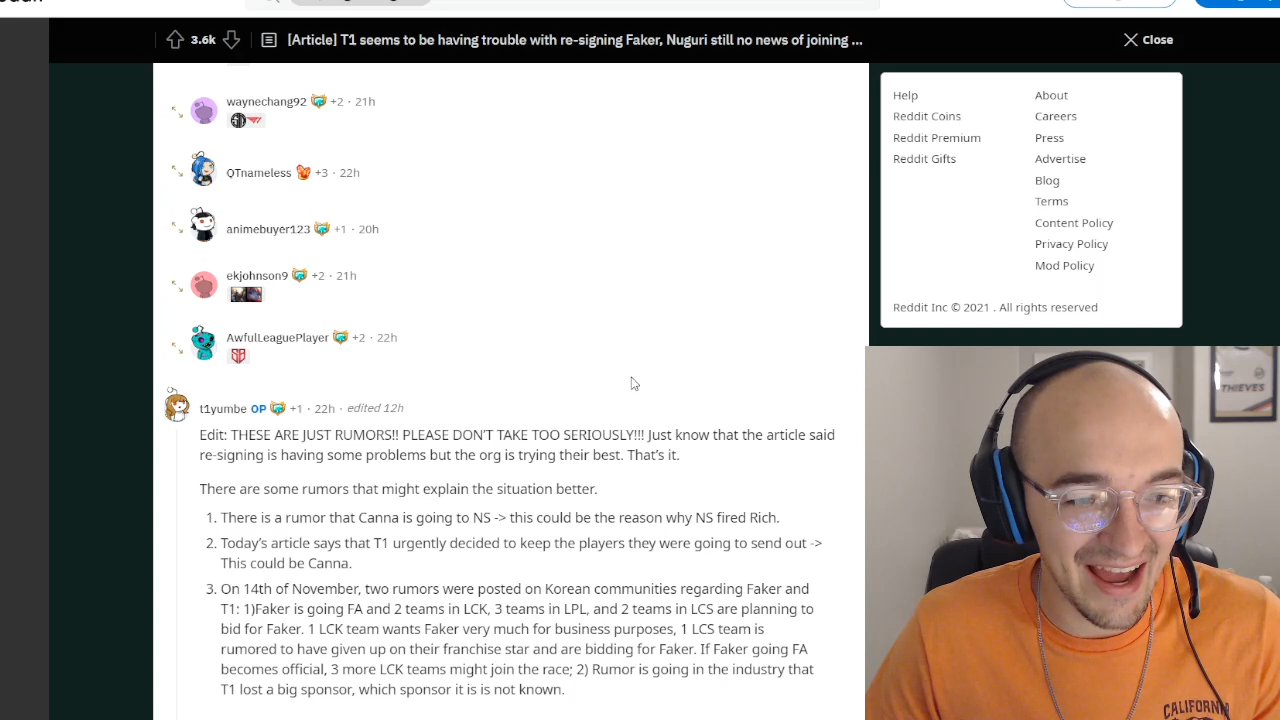 3.6k [Article] T1 seems to be having trouble with re-signing Faker, Nuguri still no news of joining ... Close
waynechang92 +2 · 21h
QTnameless +3 · 22h
animebuyer123 +1 · 20h
ekjohnson9 +2 · 21h
AwfulLeaguePlayer +2 · 22h
t1yumbe OP +1 · 22h · edited 12h
Edit: THESE ARE JUST RUMORS!! PLEASE DON'T TAKE TOO SERIOUSLY!!! Just know that the article said
re-signing is having some problems but the org is trying their best. That's it.
There are some rumors that might explain the situation better.
1. There is a rumor that Canna is going to NS -> this could be the reason why NS fired Rich.
2. Today's article says that T1 urgently decided to keep the players they were going to send out ->
This could be Canna.
3. On 14th of November, two rumors were posted on Korean communities regarding Faker and
T1: 1)Faker is going FA and 2 teams in LCK, 3 teams in LPL, and 2 teams in LCS are planning to
bid for Faker. 1 LCK team wants Faker very much for business purposes, 1 LCS team is
rumored to have given up on their franchise star and are bidding for Faker. If Faker going FA
becomes official, 3 more LCK teams might join the race; 2) Rumor is going in the industry that
T1 lost a big sponsor, which sponsor it is is not known.
Help About
Reddit Coins Careers
Reddit Premium Press
Reddit Gifts Advertise
Blog
Terms
Content Policy
Privacy Policy
Mod Policy
Reddit Inc © 2021 . All rights reserved
THIEVES
CALIFORNIA